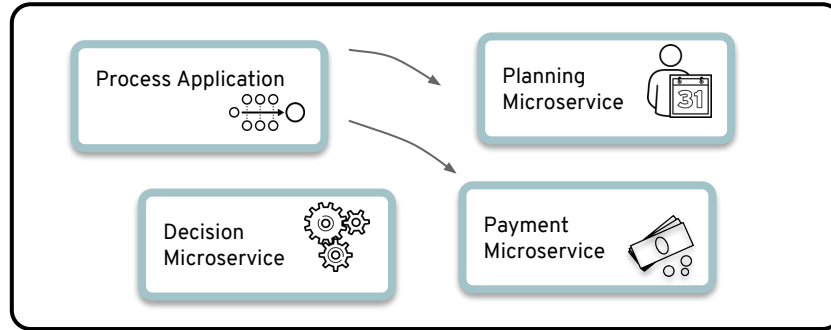 Process Application
Planning
Microservice
31
Decision
Microservice
Payment
Microservice